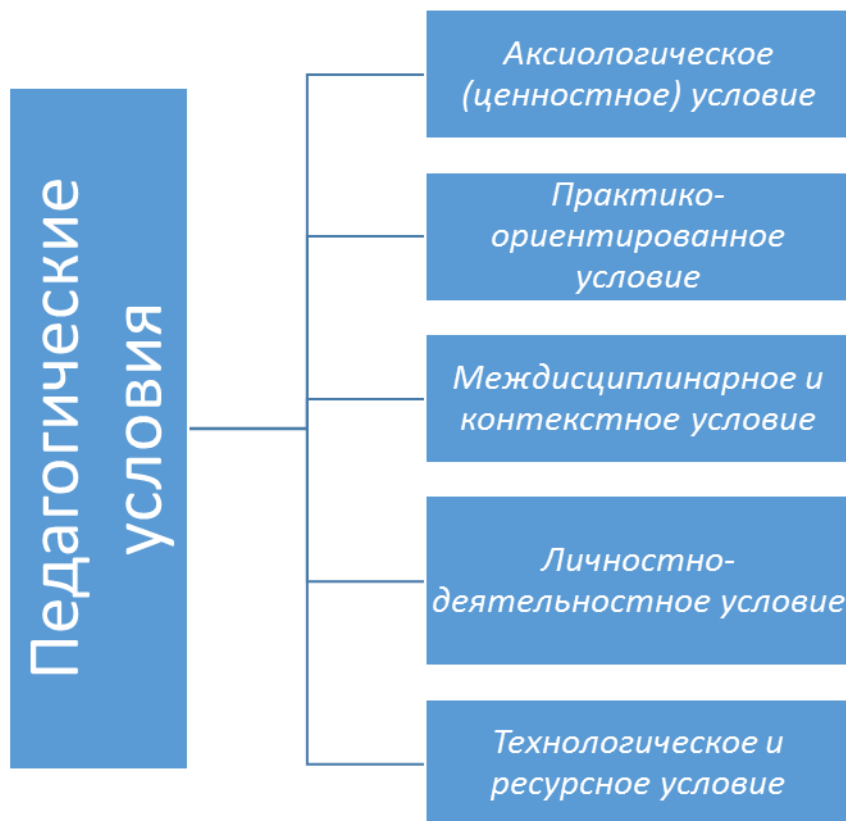 Педагогические
условия
Аксиологическое
(ценностное) условие
Практико-
ориентированное
условие
Междисциплинарное и
контекстное условие
Личностно-
деятельностное условие
Технологическое и
ресурсное условие